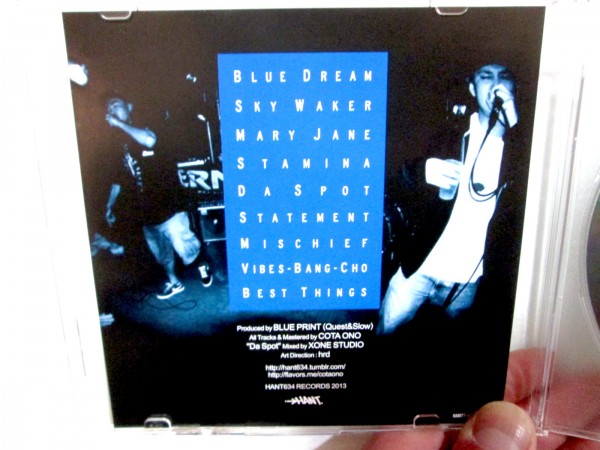 BLUE DREAM
SKY WAKER
MARY JANE
STAMINA
DA SPOT
STATEMENT
MISCHIEF
VIBES-BANG-CHO
BEST THINGS
Produced by BLUE PRINT (Quest&Slow)
All Tracks & Mastered by COTA ONO
"Da Spot" Mixed by XONE STUDIO
Art Direction : hrd
http://hant634.tumblr.com/
http://flavors.me/cotaono
HANT634 RECORDS 2013
HANT